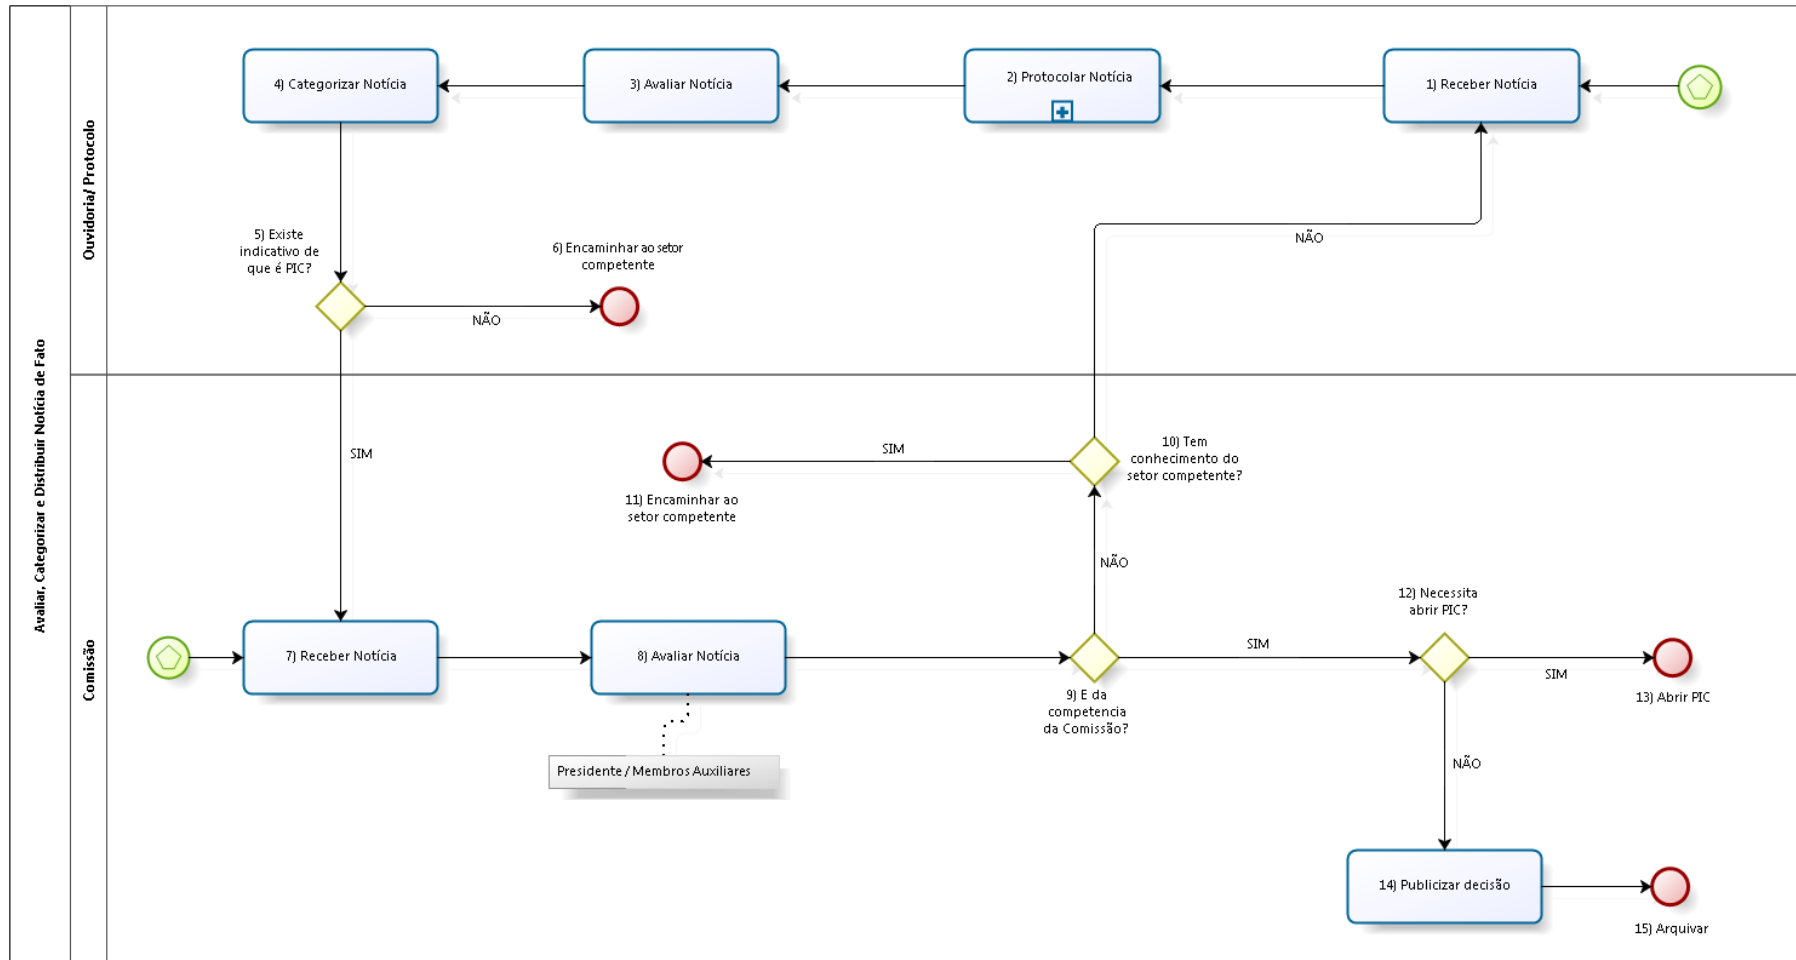 Avaliar, Categorizar e Distribuir Notícia de Fato
Ouvidoria/ Protocolo
4) Categorizar Notícia
3) Avaliar Notícia
2) Protocolar Notícia
1) Receber Notícia
5) Existe
indicativo de
que é PIC?
6) Encaminhar ao setor
competente
NÃO
NÃO
SIM
Comissão
SIM
10) Tem
conhecimento do
setor competente?
11) Encaminhar ao
setor competente
NÃO
7) Receber Notícia
8) Avaliar Notícia
Presidente / Membros Auxiliares
9) E da
competencia
da Comissão?
SIM
12) Necessita
abrir PIC?
SIM
13) Abrir PIC
NÃO
14) Publicizar decisão
15) Arquivar